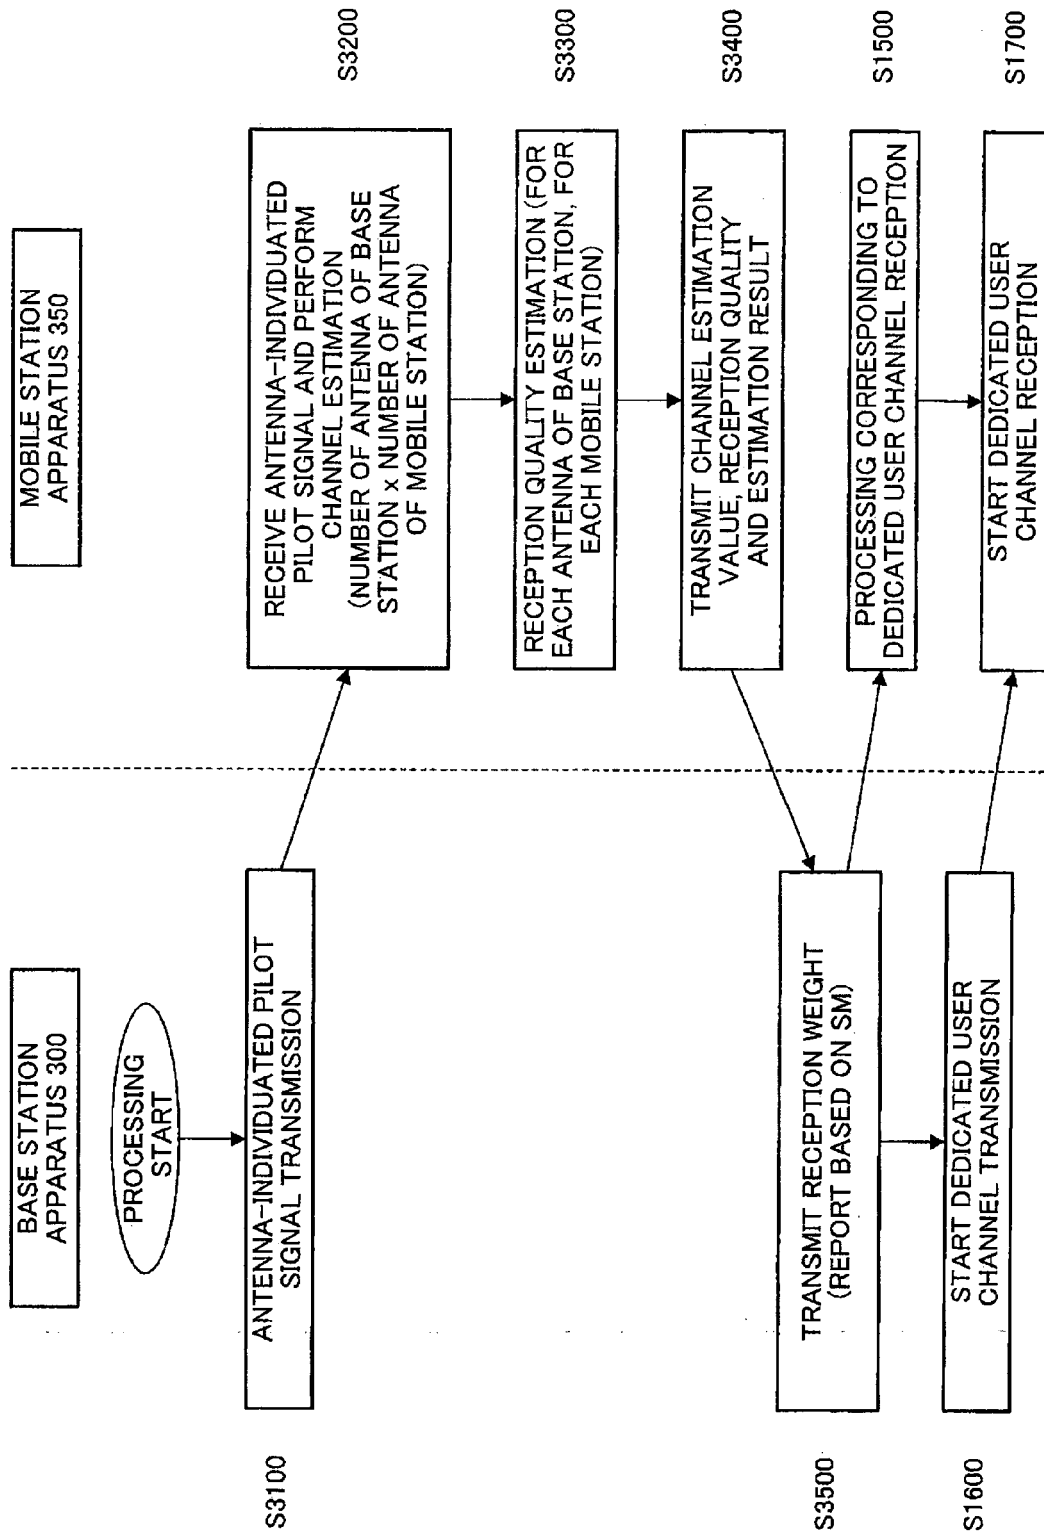 BASE STATION
APPARATUS 300
MOBILE STATION
APPARATUS 350
PROCESSING
START
S3100
ANTENNA-INDIVIDUATED PILOT
SIGNAL TRANSMISSION
RECEIVE ANTENNA-INDIVIDUATED
PILOT SIGNAL AND PERFORM
CHANNEL ESTIMATION
(NUMBER OF ANTENNA OF BASE
STATION x NUMBER OF ANTENNA
OF MOBILE STATION)
S3200
RECEPTION QUALITY ESTIMATION (FOR
EACH ANTENNA OF BASE STATION, FOR
EACH MOBILE STATION)
S3300
TRANSMIT CHANNEL ESTIMATION
VALUE, RECEPTION QUALITY
AND ESTIMATION RESULT
S3400
S3500
TRANSMIT RECEPTION WEIGHT
(REPORT BASED ON SM)
PROCESSING CORRESPONDING TO
DEDICATED USER CHANNEL RECEPTION
S1500
S1600
START DEDICATED USER
CHANNEL TRANSMISSION
START DEDICATED USER
CHANNEL RECEPTION
S1700